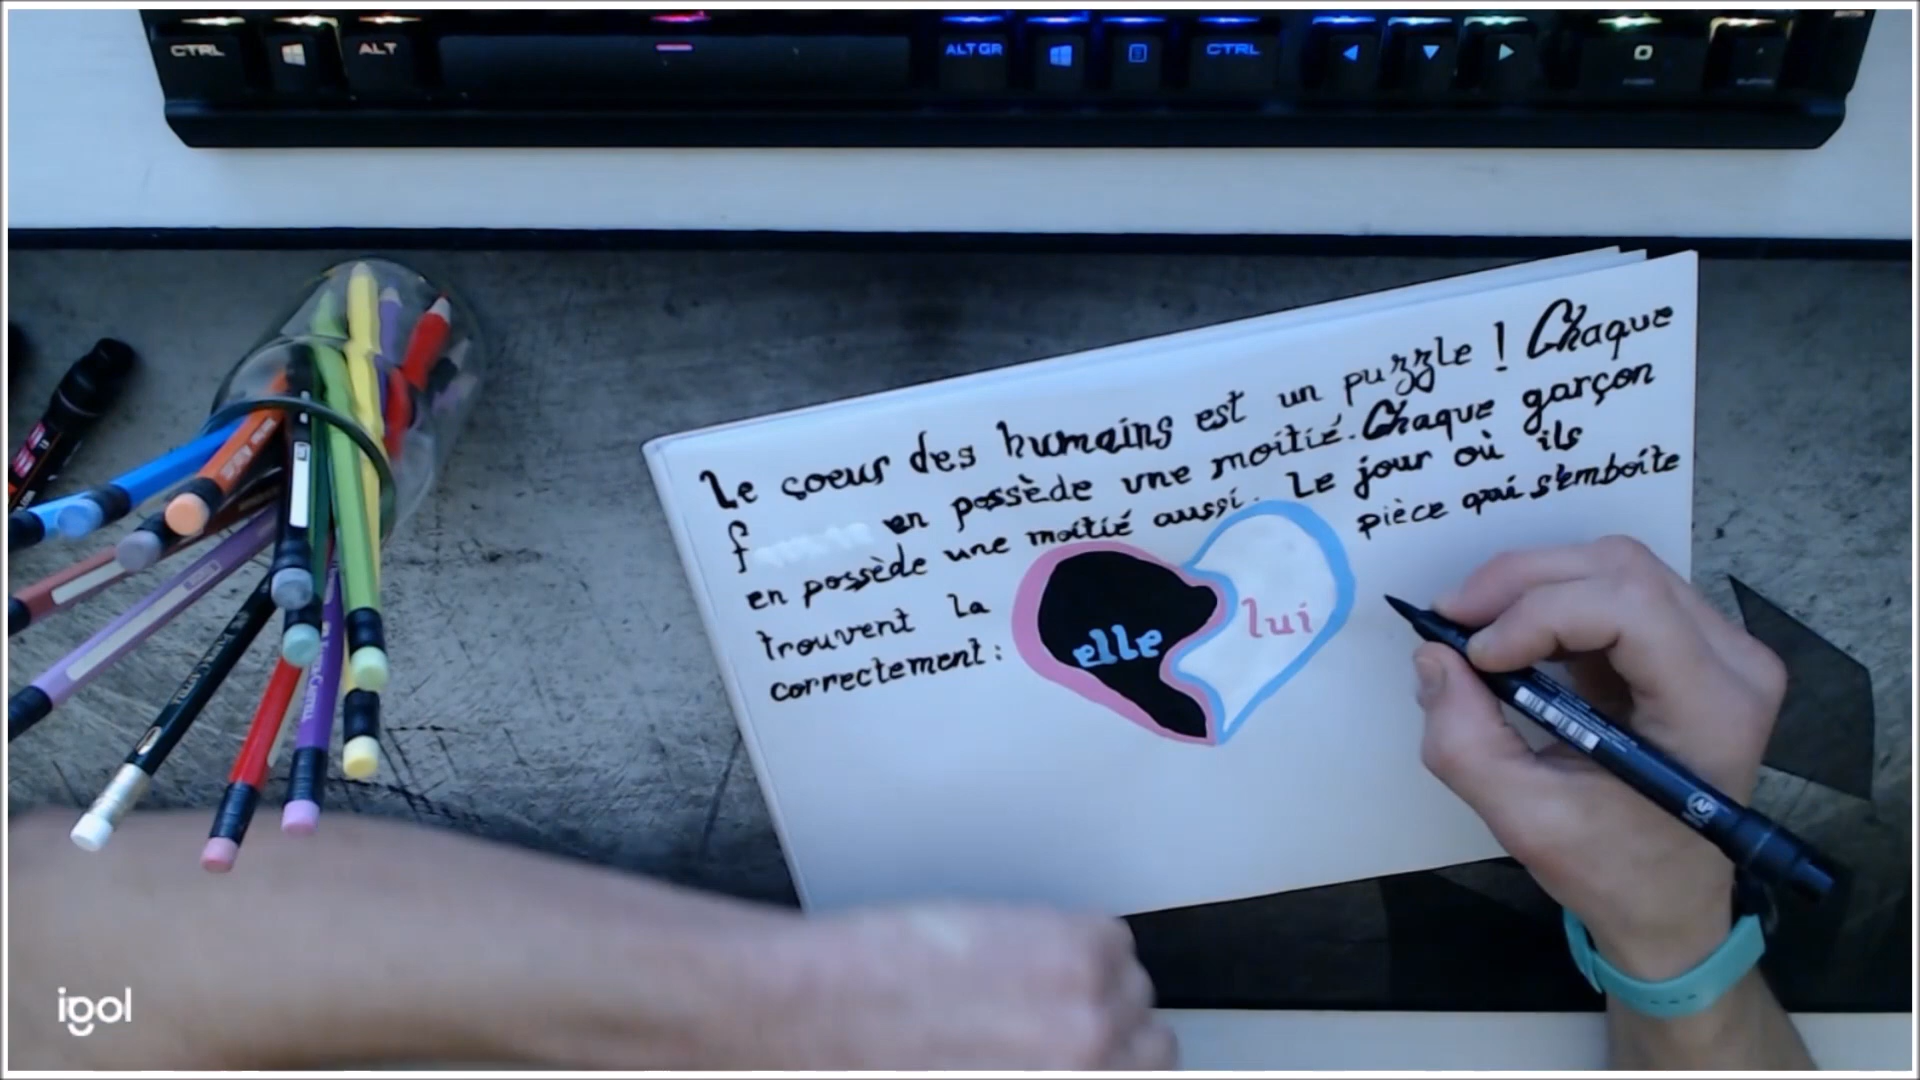 CTRL
ALT
ALT GR
CTRL
Le coeur des humains est un puzzle ! Chaque
f en possède une moitié. Chaque garçon
en possède une moitié aussi. Le jour où ils
trouvent la pièce qui s'emboîte
correctement :
elle
lui
igol